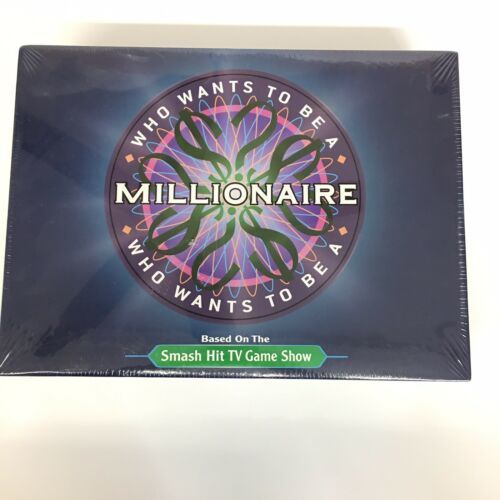 WHO WANTS TO BE A
MILLIONAIRE
WHO WANTS TO BE A
Based On The
Smash Hit TV Game Show